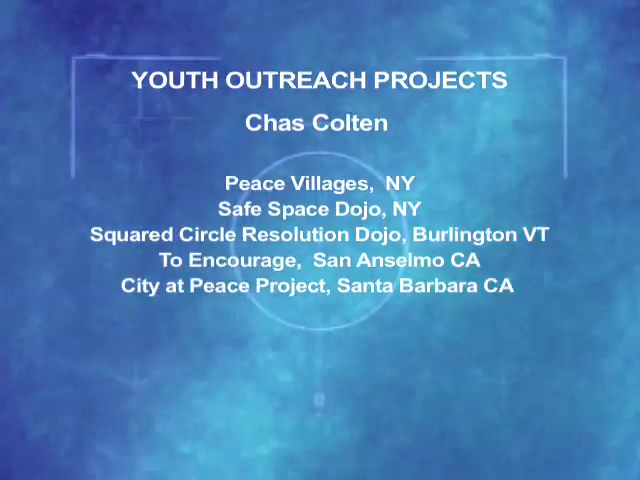 YOUTH OUTREACH PROJECTS
Chas Colten
Peace Villages,  NY
Safe Space Dojo, NY
Squared Circle Resolution Dojo, Burlington VT
To Encourage,  San Anselmo CA
City at Peace Project, Santa Barbara CA